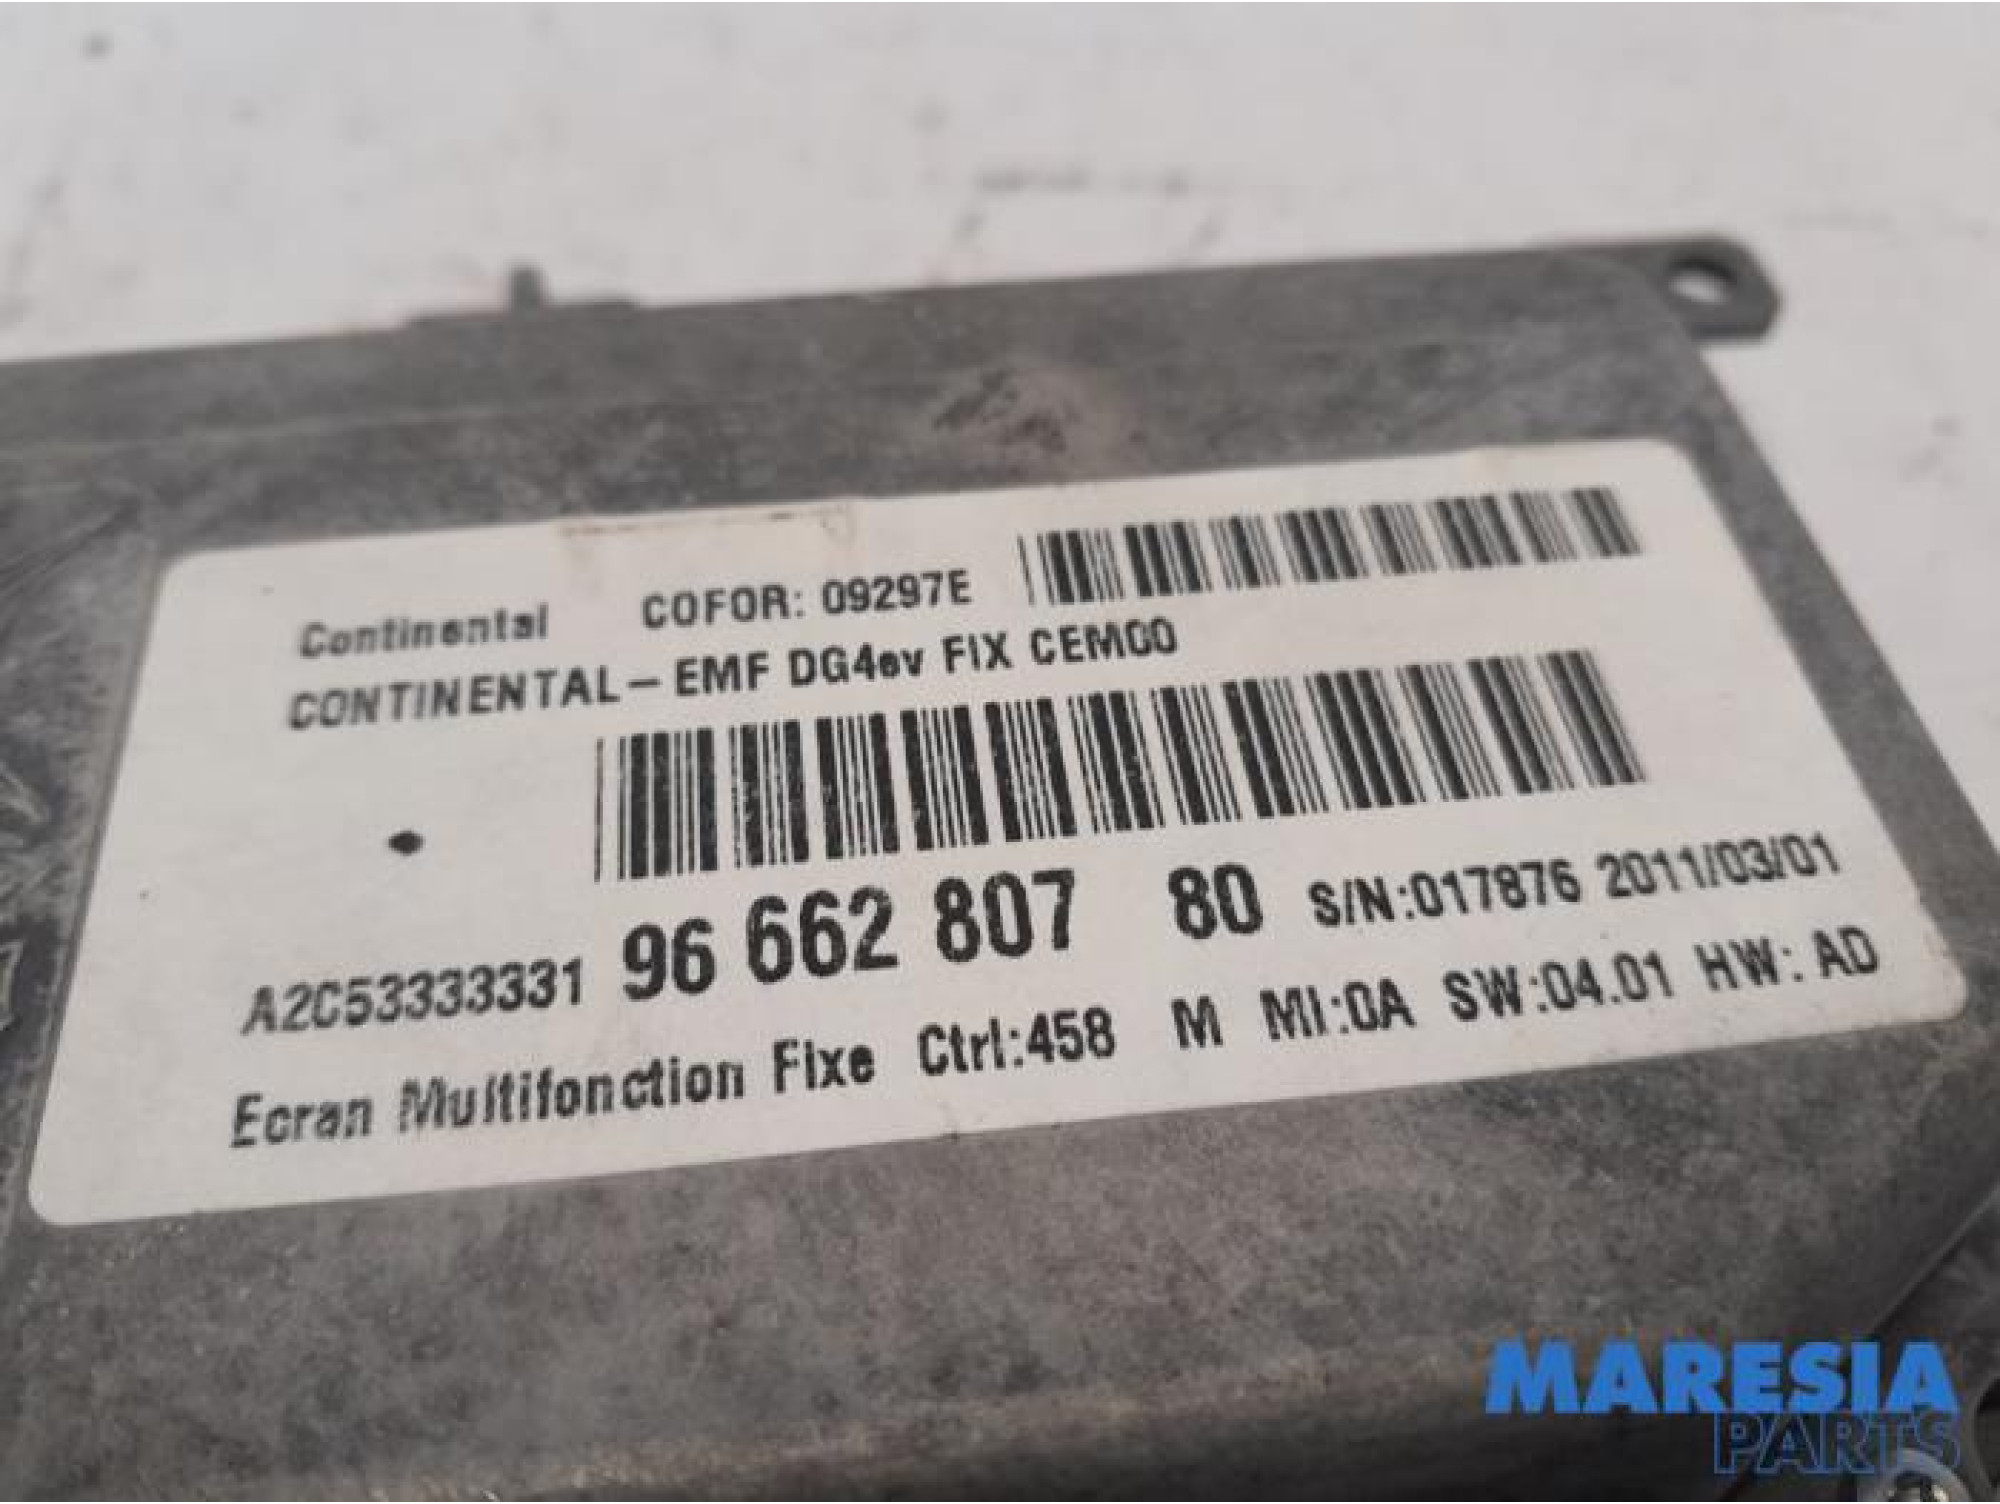 Continental COFOR: 09297E
CONTINENTAL-EMF DG4ev FIX CEMGO
A2C53333331 96 662 807 80 S/N:017876 2011/03/01
Ecran Multifonction Fixe Ctrl:458 M MI:0A SW:04.01 HW: AD
MARESIA
PARTS